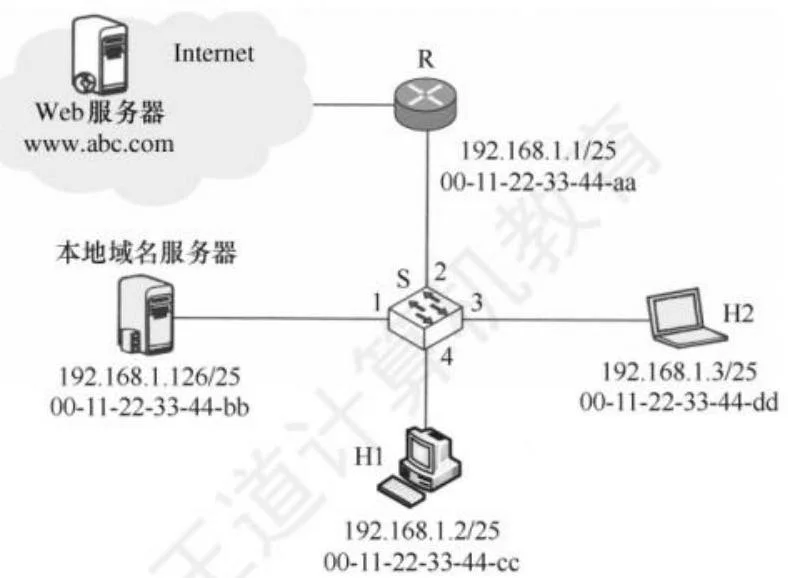 Internet
R
Web服务器
www.abc.com
192.168.1.1/25
00-11-22-33-44-aa
本地域名服务器
S
2
1
3
H2
4
192.168.1.126/25
00-11-22-33-44-bb
192.168.1.3/25
00-11-22-33-44-dd
H1
192.168.1.2/25
00-11-22-33-44-cc
王道计算机教育